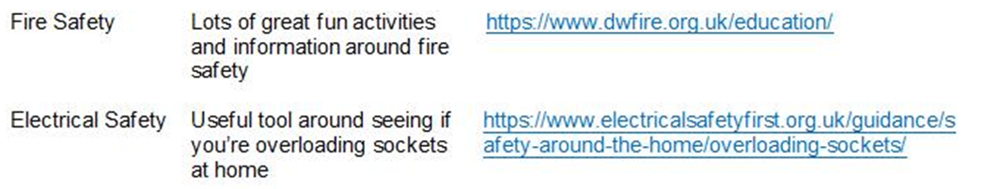 Fire Safety
Lots of great fun activities
and information around fire
safety
https://www.dwfire.org.uk/education/
Electrical Safety
Useful tool around seeing if
you're overloading sockets
at home
https://www.electricalsafetyfirst.org.uk/guidance/s
afety-around-the-home/overloading-sockets/